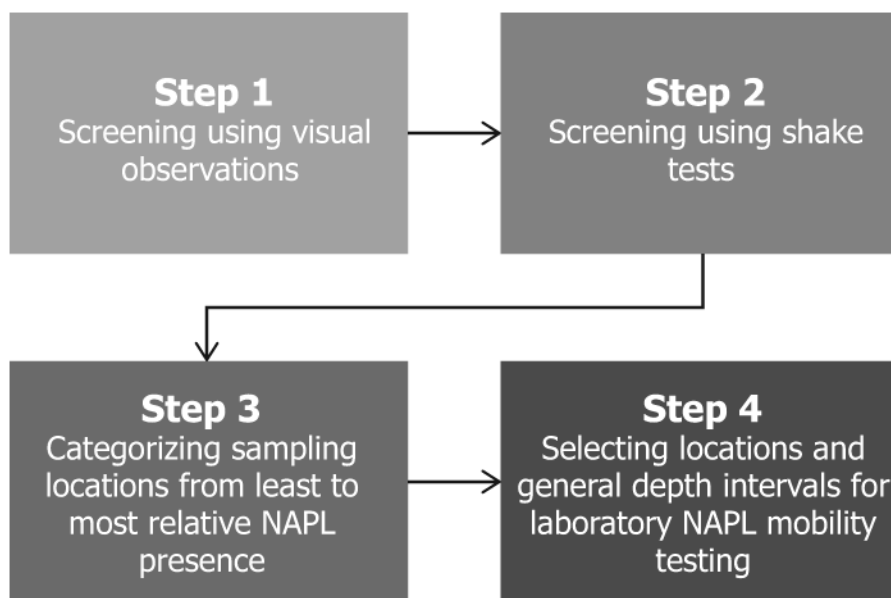 Step 1
Screening using visual
observations
Step 2
Screening using shake
tests
Step 3
Categorizing sampling
locations from least to
most relative NAPL
presence
Step 4
Selecting locations and
general depth intervals for
laboratory NAPL mobility
testing